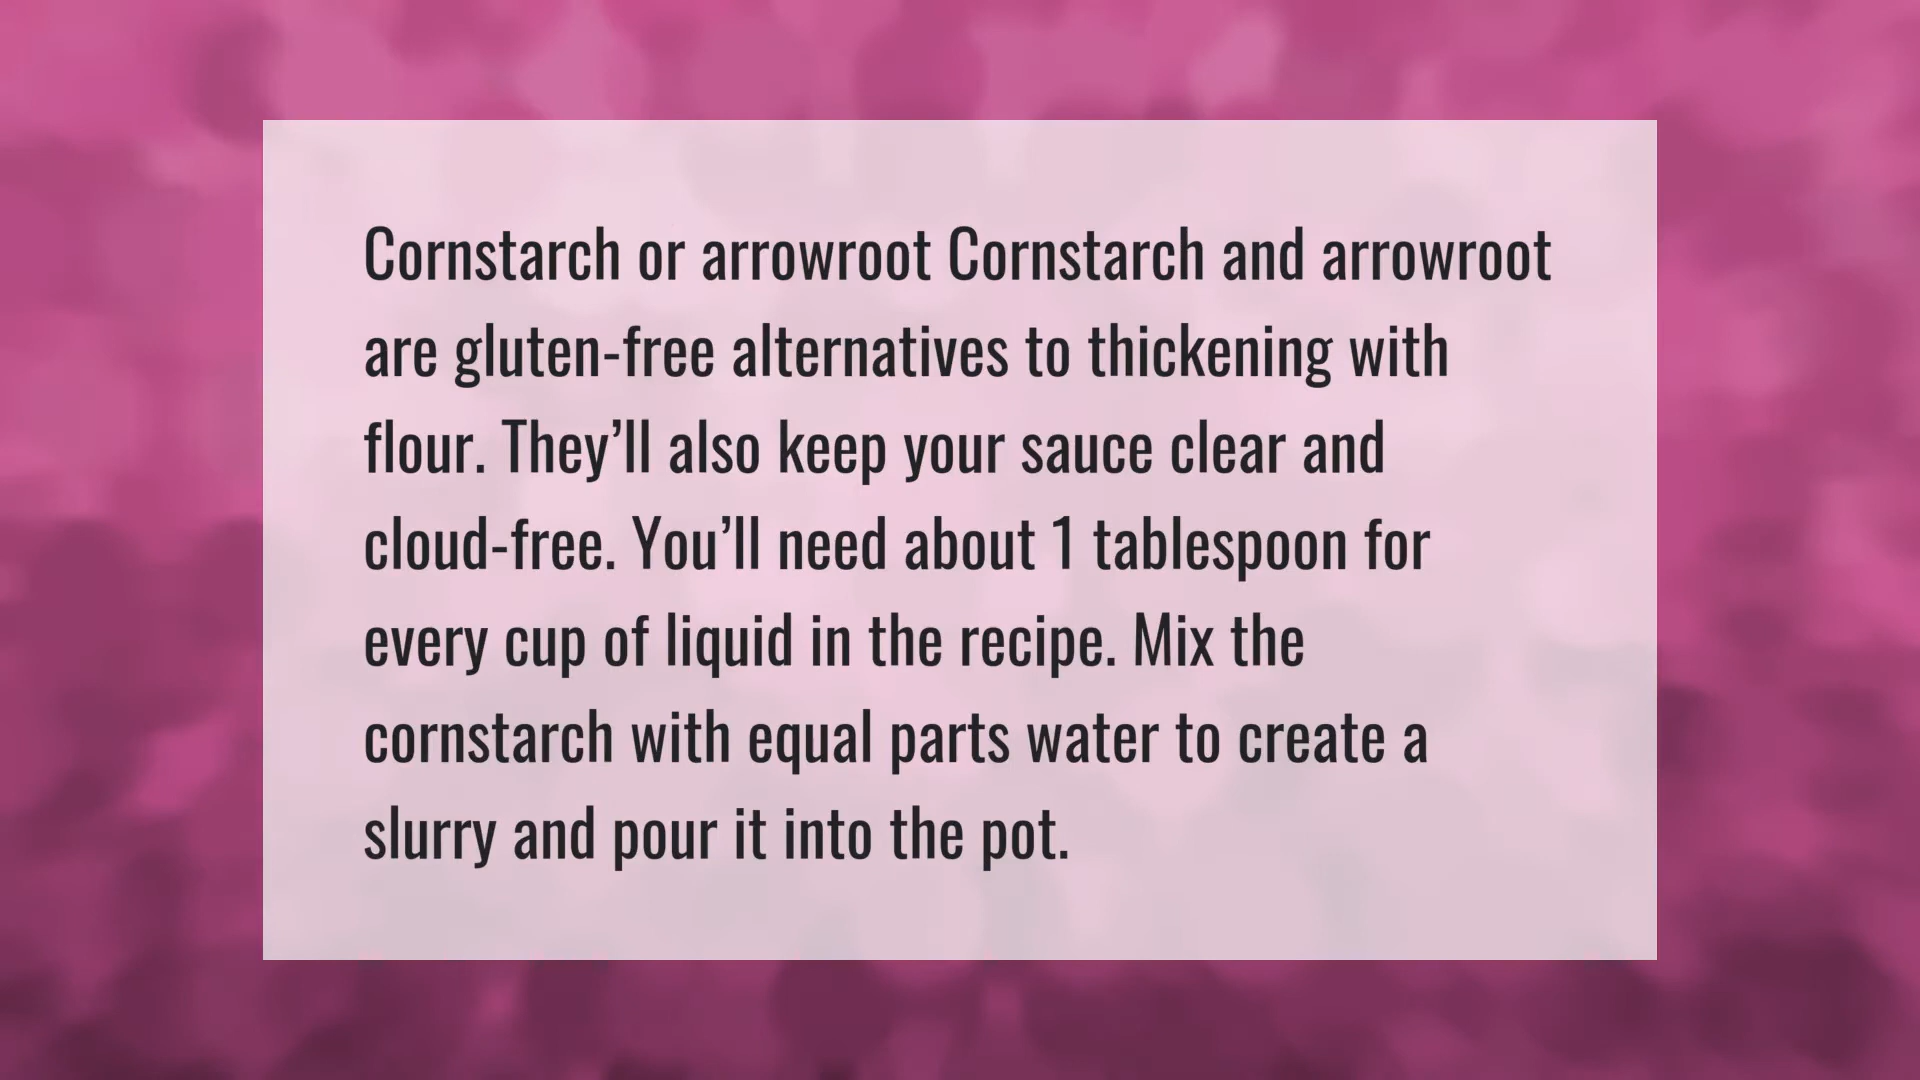 Cornstarch or arrowroot Cornstarch and arrowroot
are gluten-free alternatives to thickening with
flour. They’ll also keep your sauce clear and
cloud-free. You’ll need about 1 tablespoon for
every cup of liquid in the recipe. Mix the
cornstarch with equal parts water to create a
slurry and pour it into the pot.